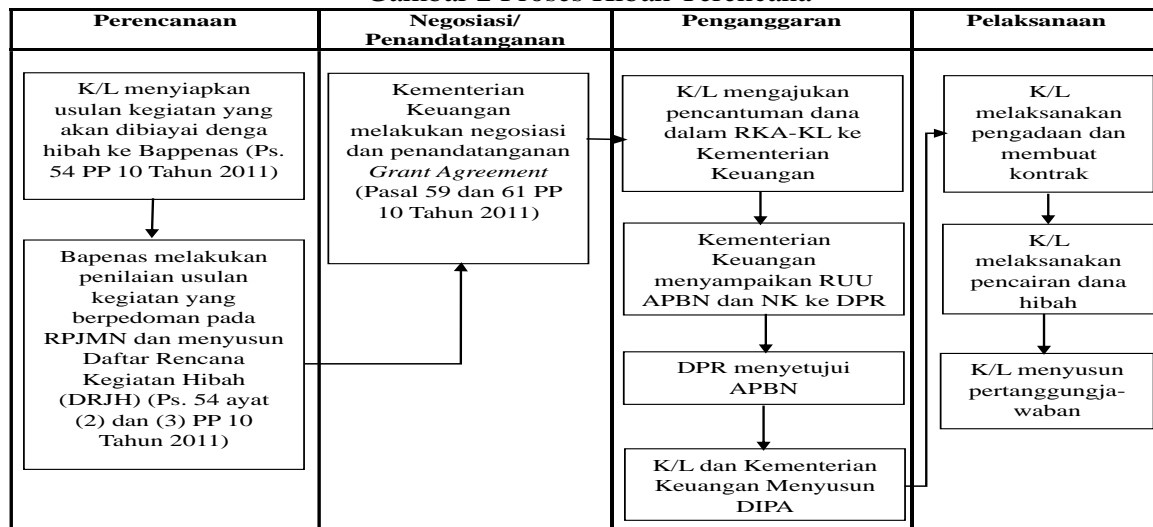 Gambar 2 Proses Hibah Terencana
Perencanaan
Negosiasi/
Penandatanganan
Penganggaran
Pelaksanaan
K/L menyiapkan
usulan kegiatan yang
akan dibiayai denga
hibah ke Bappenas (Ps.
54 PP 10 Tahun 2011)
Bapenas melakukan
penilaian usulan
kegiatan yang
berpedoman pada
RPJMN dan menyusun
Daftar Rencana
Kegiatan Hibah
(DRJH) (Ps. 54 ayat
(2) dan (3) PP 10
Tahun 2011)
Kementerian
Keuangan
melakukan negosiasi
dan penandatanganan
Grant Agreement
(Pasal 59 dan 61 PP
10 Tahun 2011)
K/L mengajukan
pencantuman dana
dalam RKA-KL ke
Kementerian
Keuangan
Kementerian
Keuangan
menyampaikan RUU
APBN dan NK ke DPR
DPR menyetujui
APBN
K/L dan Kementerian
Keuangan Menyusun
DIPA
K/L
melaksanakan
pengadaan dan
membuat
kontrak
K/L
melaksanakan
pencairan dana
hibah
K/L menyusun
pertanggungja-
waban